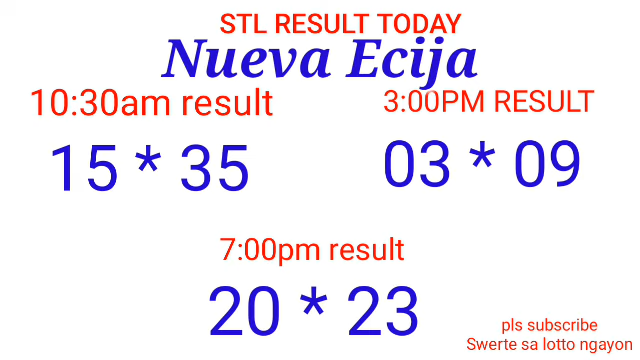 STL RESULT TODAY
Nueva Ecija
10:30am result
15 * 35
3:00PM RESULT
03 * 09
7:00pm result
20 * 23
pls subscribe
Swerte sa lotto ngayon